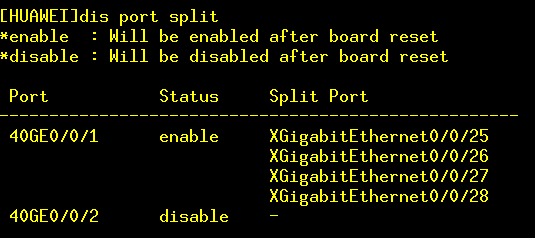 [HUAWEI]dis port split
*enable  : Will be enabled after board reset
*disable : Will be disabled after board reset
Port Status Split Port
----------------------------------------------------
40GE0/0/1 enable XGigabitEthernet0/0/25
XGigabitEthernet0/0/26
XGigabitEthernet0/0/27
XGigabitEthernet0/0/28
40GE0/0/2 disable -